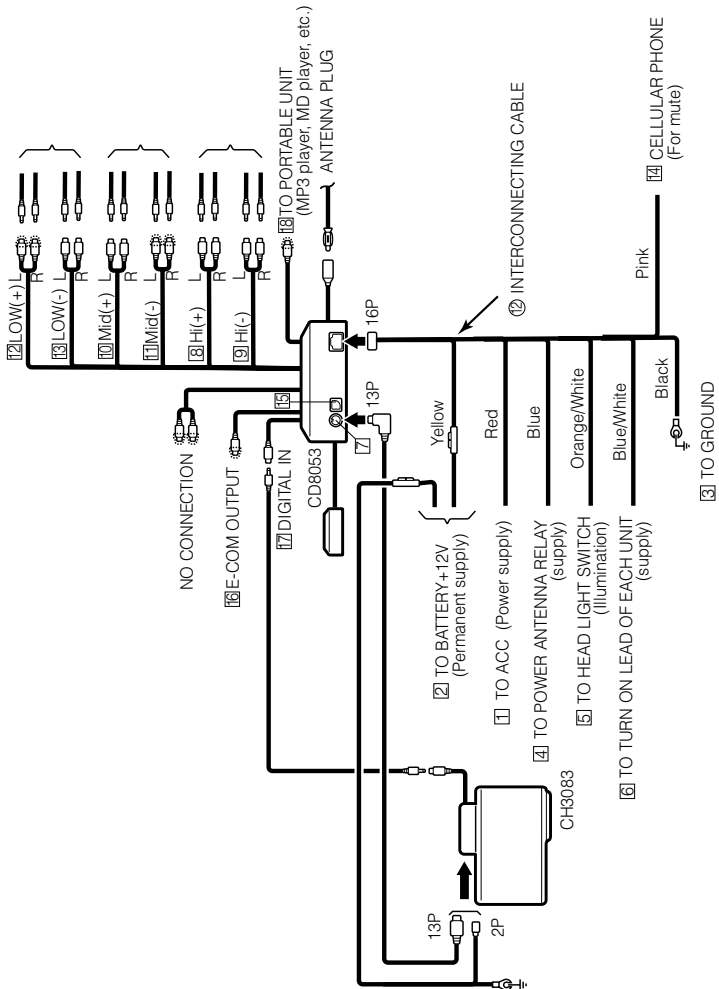 12 LOW(+)
L
R
13 LOW(-)
L
R
10 Mid(+)
L
R
11 Mid(-)
L
R
8 Hi(+)
L
R
9 Hi(-)
L
R
18 TO PORTABLE UNIT
(MP3 player, MD player, etc.)
ANTENNA PLUG
NO CONNECTION
16 E-COM OUTPUT
17 DIGITAL IN
CD8053
15
7
13P
16P
⑫ INTERCONNECTING CABLE
Yellow
2 TO BATTERY+12V
(Permanent supply)
Red
1 TO ACC (Power supply)
Blue
4 TO POWER ANTENNA RELAY
(supply)
Orange/White
5 TO HEAD LIGHT SWITCH
(Illumination)
Blue/White
6 TO TURN ON LEAD OF EACH UNIT
(supply)
Black
3 TO GROUND
Pink
14 CELLULAR PHONE
(For mute)
CH3083
13P
2P